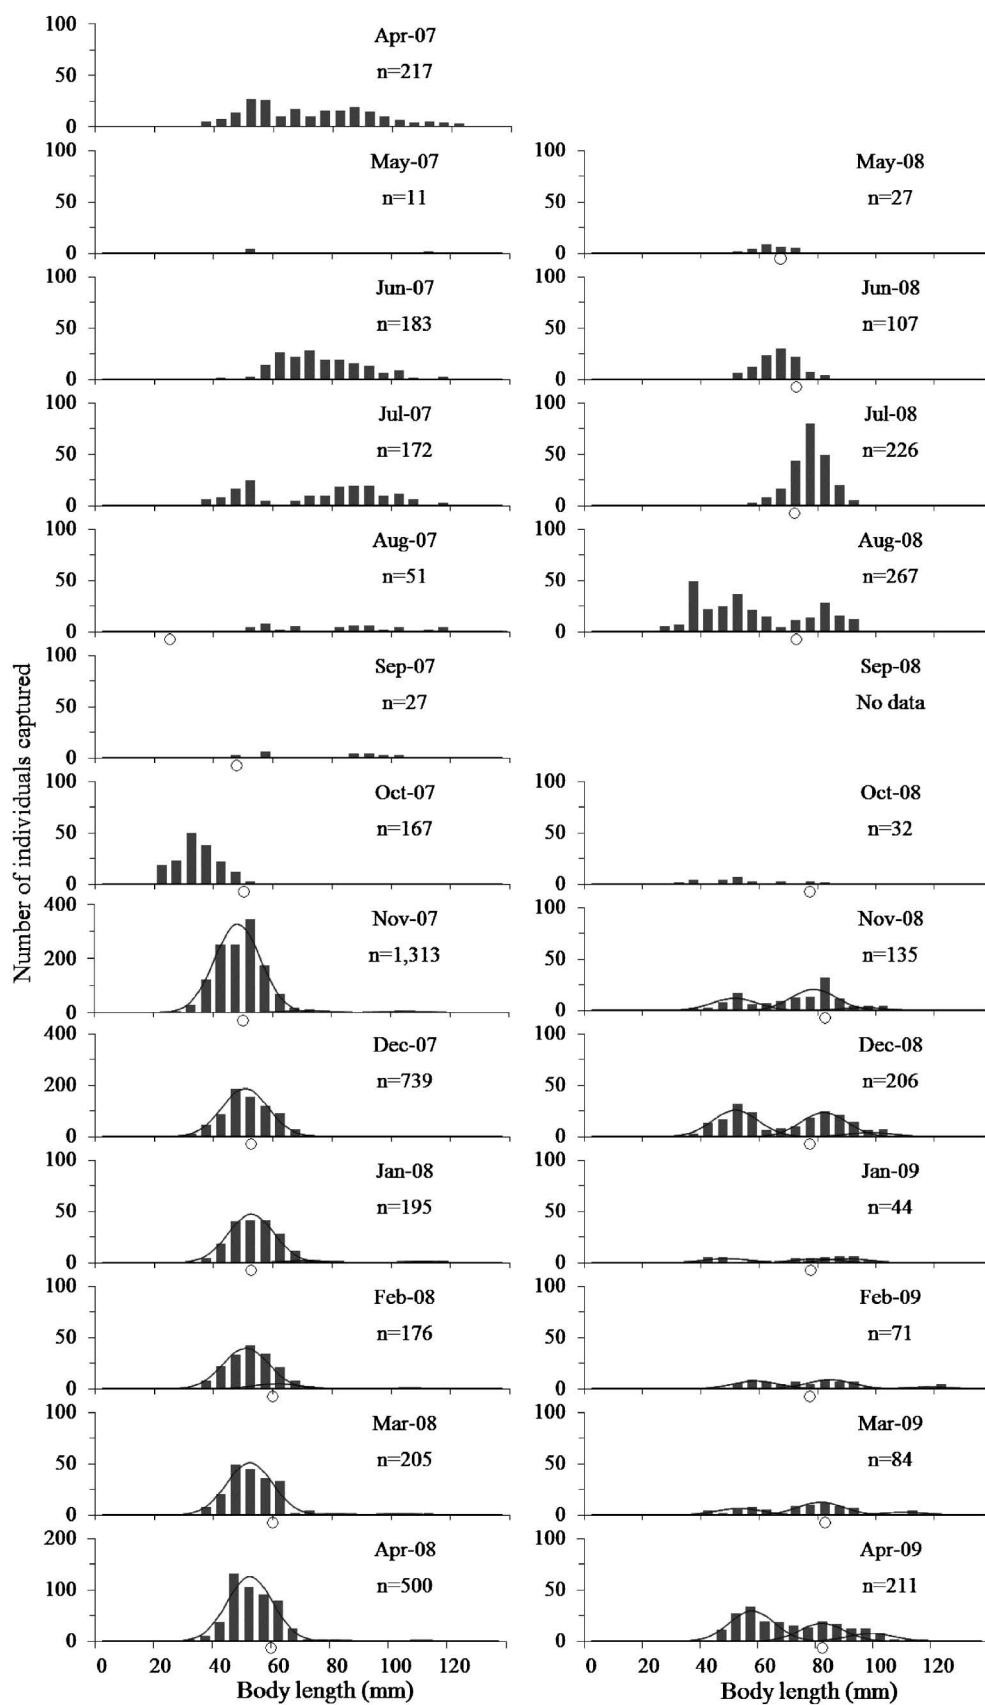 Number of individuals captured
100
50
0
Apr-07
n=217
100
50
0
May-07
n=11
100
50
0
May-08
n=27
100
50
0
Jun-07
n=183
100
50
0
Jun-08
n=107
100
50
0
Jul-07
n=172
100
50
0
Jul-08
n=226
100
50
0
Aug-07
n=51
100
50
0
Aug-08
n=267
100
50
0
Sep-07
n=27
Sep-08
No data
100
50
0
Oct-07
n=167
100
50
0
Oct-08
n=32
400
200
0
Nov-07
n=1,313
100
50
0
Nov-08
n=135
400
200
0
Dec-07
n=739
100
50
0
Dec-08
n=206
100
50
0
Jan-08
n=195
100
50
0
Jan-09
n=44
100
50
0
Feb-08
n=176
100
50
0
Feb-09
n=71
100
50
0
Mar-08
n=205
100
50
0
Mar-09
n=84
200
100
0
Apr-08
n=500
100
50
0
Apr-09
n=211
0 20 40 60 80 100 120
Body length (mm)
0 20 40 60 80 100 120
Body length (mm)